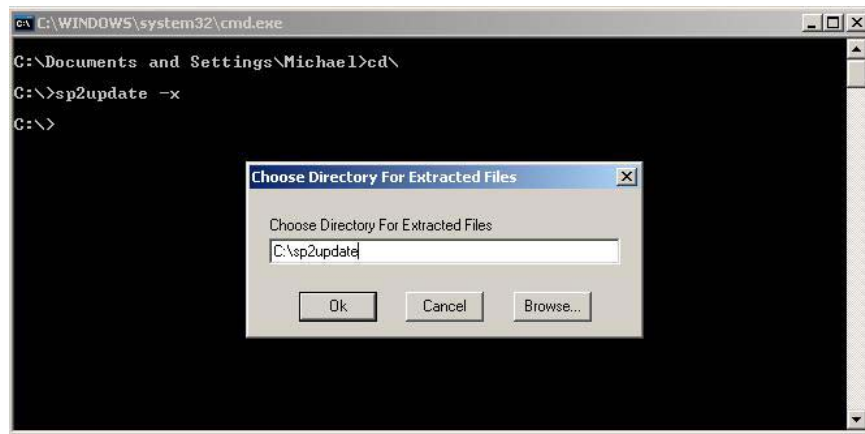 C:\WINDOWS\system32\cmd.exe
C:\Documents and Settings\Michael>cd\
C:\>sp2update -x
C:\>
Choose Directory For Extracted Files
Choose Directory For Extracted Files
C:\sp2update
Ok Cancel Browse...